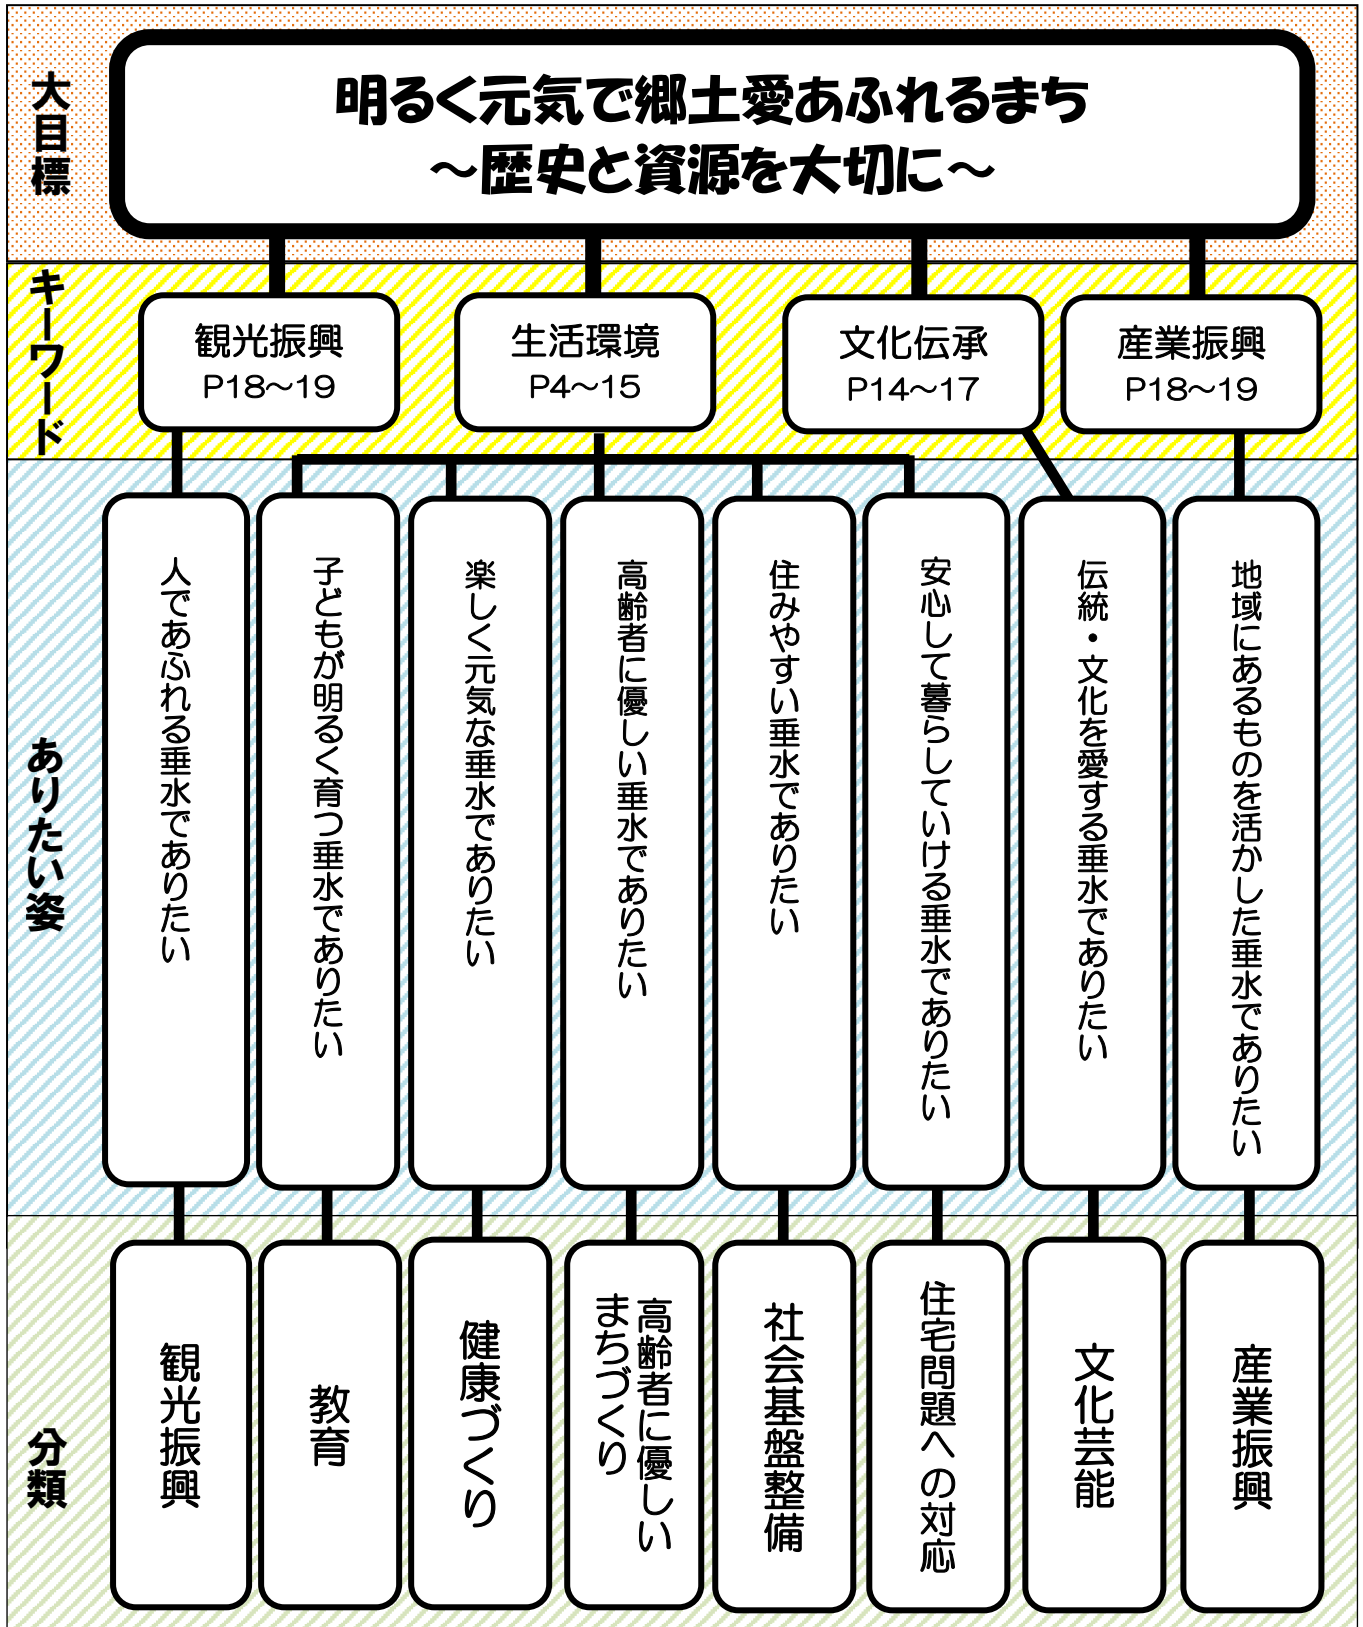 大目標
明るく元気で郷土愛あふれるまち
～歴史と資源を大切に～
キーワード
観光振興
P18～19
生活環境
P4～15
文化伝承
P14～17
産業振興
P18～19
ありたい姿
人であふれる垂水でありたい
子どもが明るく育つ垂水でありたい
楽しく元気な垂水でありたい
高齢者に優しい垂水でありたい
住みやすい垂水でありたい
安心して暮らしていける垂水でありたい
伝統・文化を愛する垂水でありたい
地域にあるものを活かした垂水でありたい
分類
観光振興
教育
健康づくり
高齢者に優しい
まちづくり
社会基盤整備
住宅問題への対応
文化芸能
産業振興